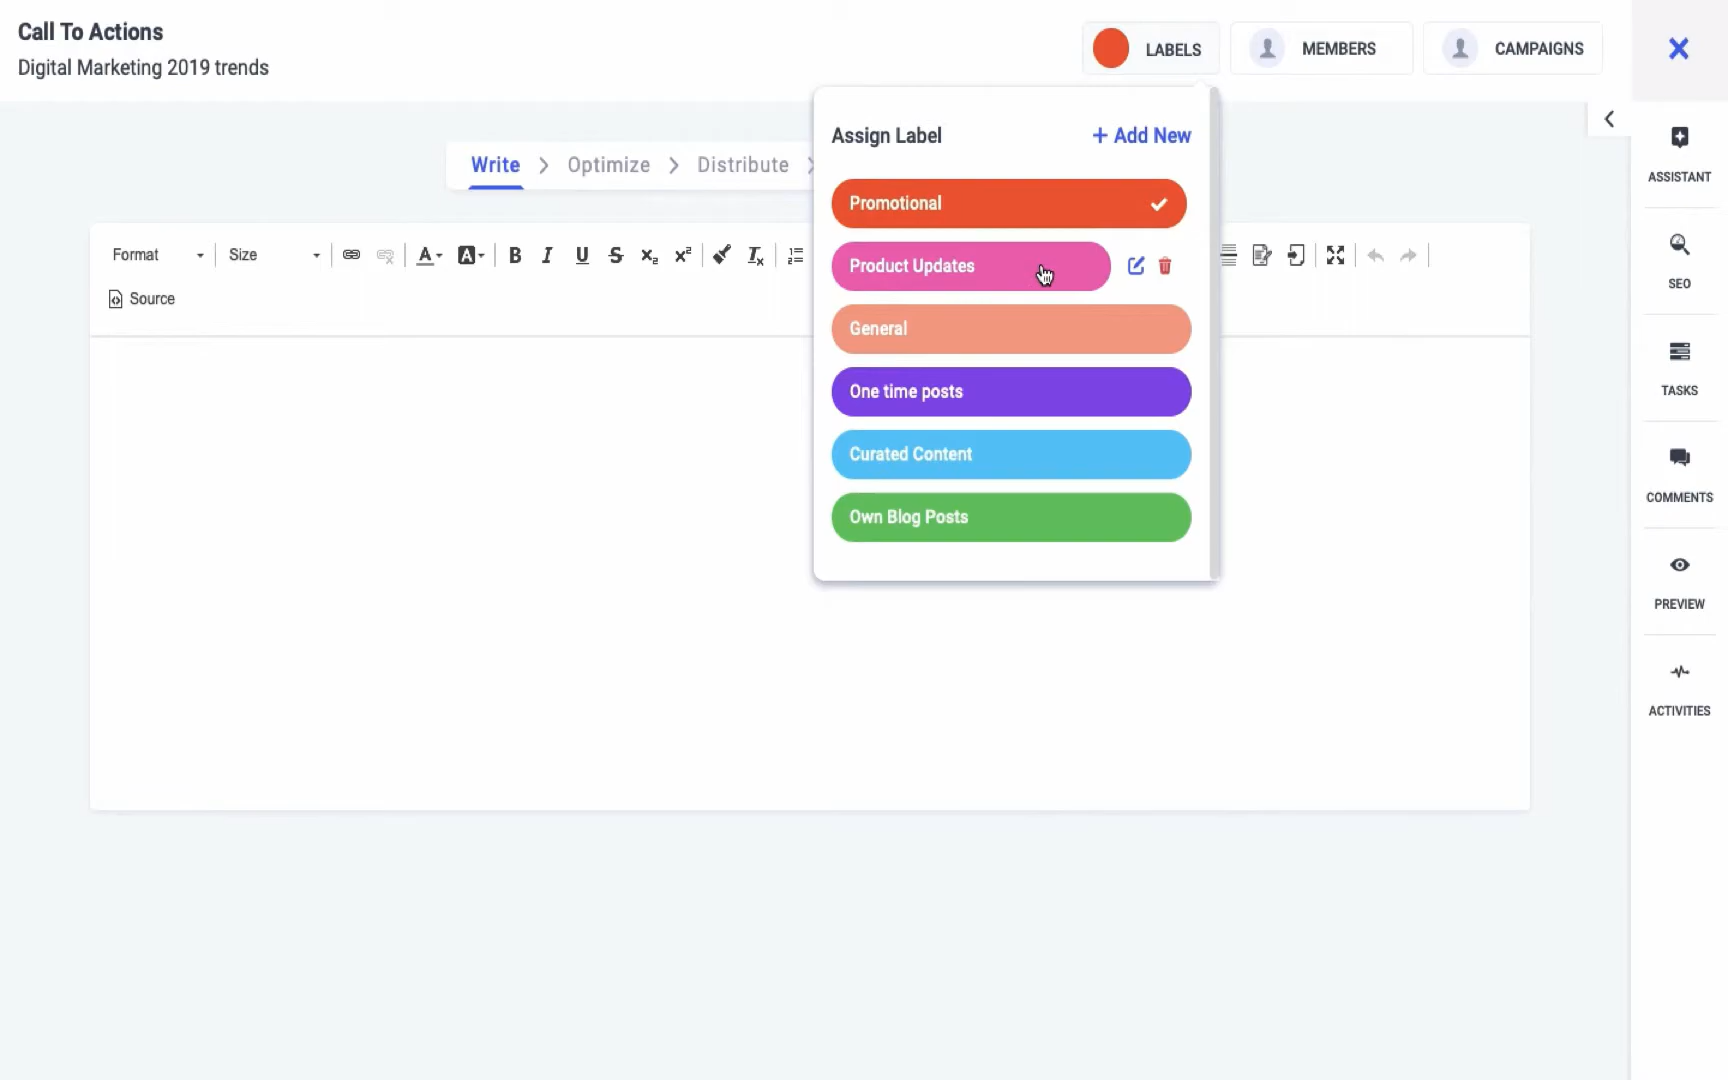 Call To Actions
Digital Marketing 2019 trends
LABELS
MEMBERS
CAMPAIGNS
Assign Label
+ Add New
Promotional
Product Updates
General
One time posts
Curated Content
Own Blog Posts
Write
Optimize
Distribute
Format
Size
Source
ASSISTANT
SEO
TASKS
COMMENTS
PREVIEW
ACTIVITIES